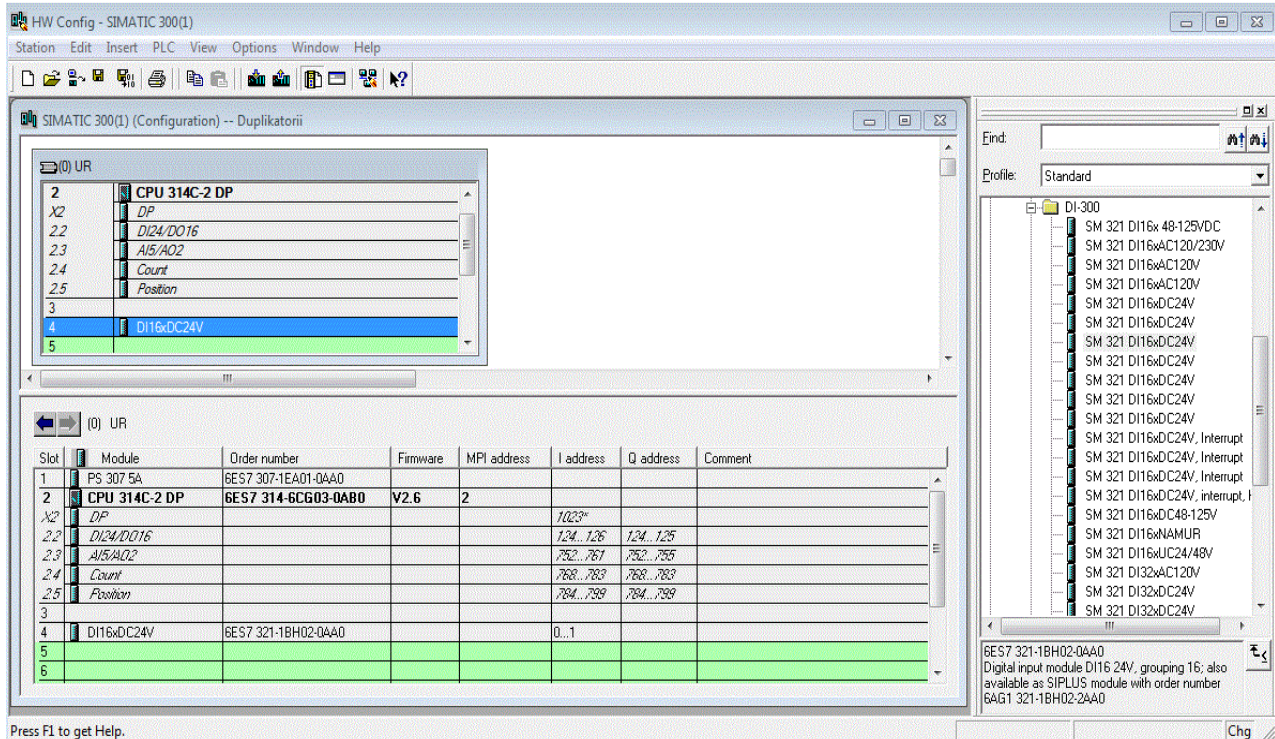 HW Config - SIMATIC 300(1)
Station Edit Insert PLC View Options Window Help
SIMATIC 300(1) (Configuration) -- Duplikatorii
(0) UR
2 CPU 314C-2 DP
X2 DP
2.2 DI24/DO16
2.3 AI5/AO2
2.4 Count
2.5 Position
3
4 DI16xDC24V
5
(0) UR
Slot Module Order number Firmware MPI address I address Q address Comment
1 PS 307 5A 6ES7 307-1EA01-0AA0
2 CPU 314C-2 DP 6ES7 314-6CG03-0AB0 V2.6 2
X2 DP 1023*
2.2 DI24/DO16 124...126 124...125
2.3 AI5/AO2 752...761 752...755
2.4 Count 768...783 768...783
2.5 Position 784...799 784...799
3
4 DI16xDC24V 6ES7 321-1BH02-0AA0 0...1
5
6
Find:
Profile: Standard
DI-300
SM 321 DI16x 48-125VDC
SM 321 DI16xAC120/230V
SM 321 DI16xAC120V
SM 321 DI16xAC120V
SM 321 DI16xDC24V
SM 321 DI16xDC24V
SM 321 DI16xDC24V
SM 321 DI16xDC24V
SM 321 DI16xDC24V
SM 321 DI16xDC24V
SM 321 DI16xDC24V
SM 321 DI16xDC24V, Interrupt
SM 321 DI16xDC24V, Interrupt
SM 321 DI16xDC24V, Interrupt
SM 321 DI16xDC24V, interrupt,
SM 321 DI16xDC48-125V
SM 321 DI16xNAMUR
SM 321 DI16xUC24/48V
SM 321 DI32xAC120V
SM 321 DI32xDC24V
SM 321 DI32xDC24V
6ES7 321-1BH02-0AA0
Digital input module DI16 24V, grouping 16; also
available as SIPLUS module with order number
6AG1 321-1BH02-2AA0
Press F1 to get Help.
Chg